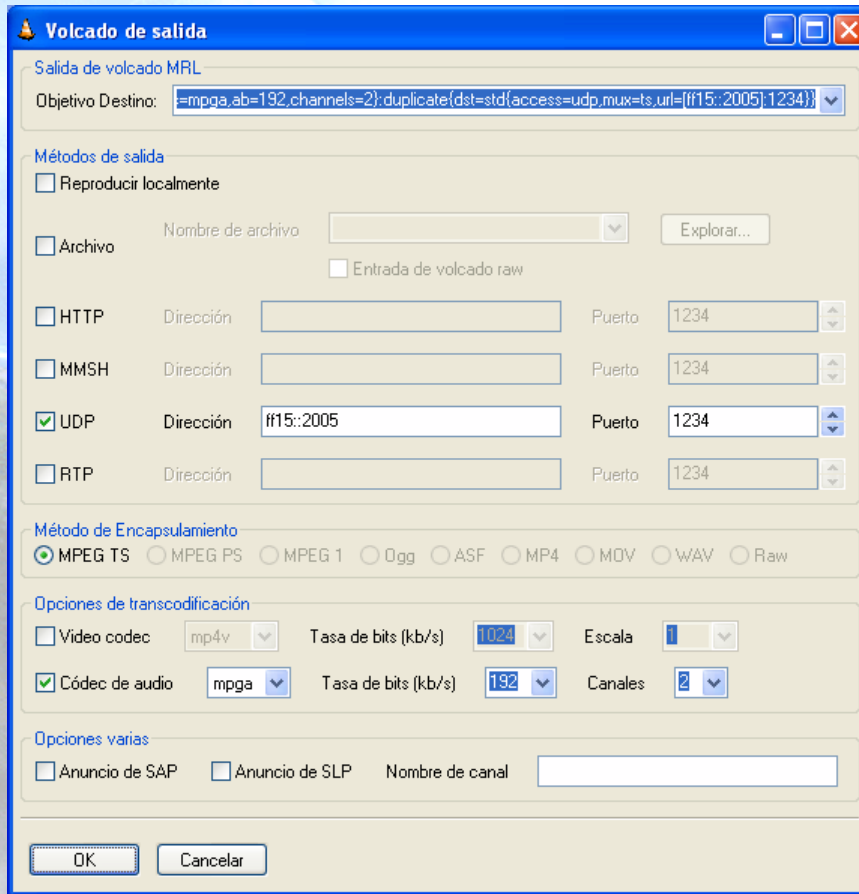 Volcado de salida
Salida de volcado MRL
Objetivo Destino: :=mpga,ab=192,channels=2}:duplicate{dst=std{access=udp,mux=ts,url=[ff15::2005]:1234}}
Métodos de salida
Reproducir localmente
Archivo Nombre de archivo Explorar...
Entrada de volcado raw
HTTP Dirección Puerto 1234
MMSH Dirección Puerto 1234
UDP Dirección ff15::2005 Puerto 1234
RTP Dirección Puerto 1234
Método de Encapsulamiento
MPEG TS MPEG PS MPEG 1 Ogg ASF MP4 MOV WAV Raw
Opciones de transcodificación
Video codec mp4v Tasa de bits (kb/s) 1024 Escala 1
Códec de audio mpga Tasa de bits (kb/s) 192 Canales 2
Opciones varias
Anuncio de SAP Anuncio de SLP Nombre de canal
OK Cancelar